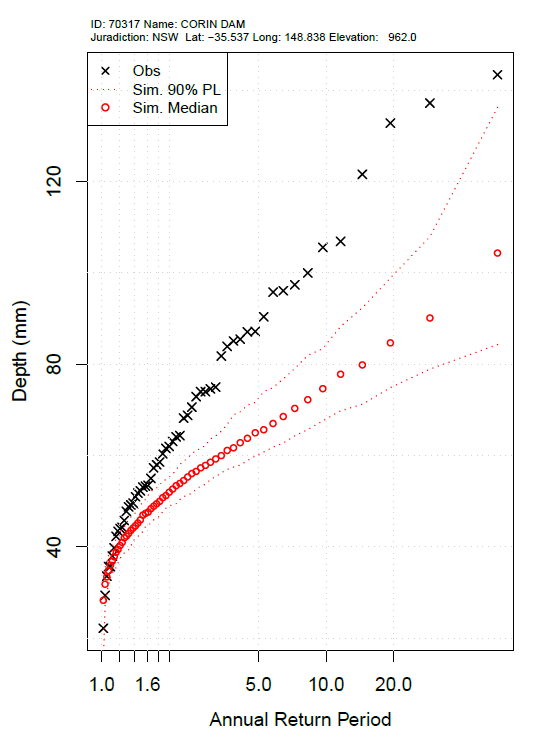 ID: 70317 Name: CORIN DAM
Juradiction: NSW Lat: −35.537 Long: 148.838 Elevation: 962.0
Obs
Sim. 90% PL
Sim. Median
120
80
40
Depth (mm)
1.0 1.6 5.0 10.0 20.0
Annual Return Period